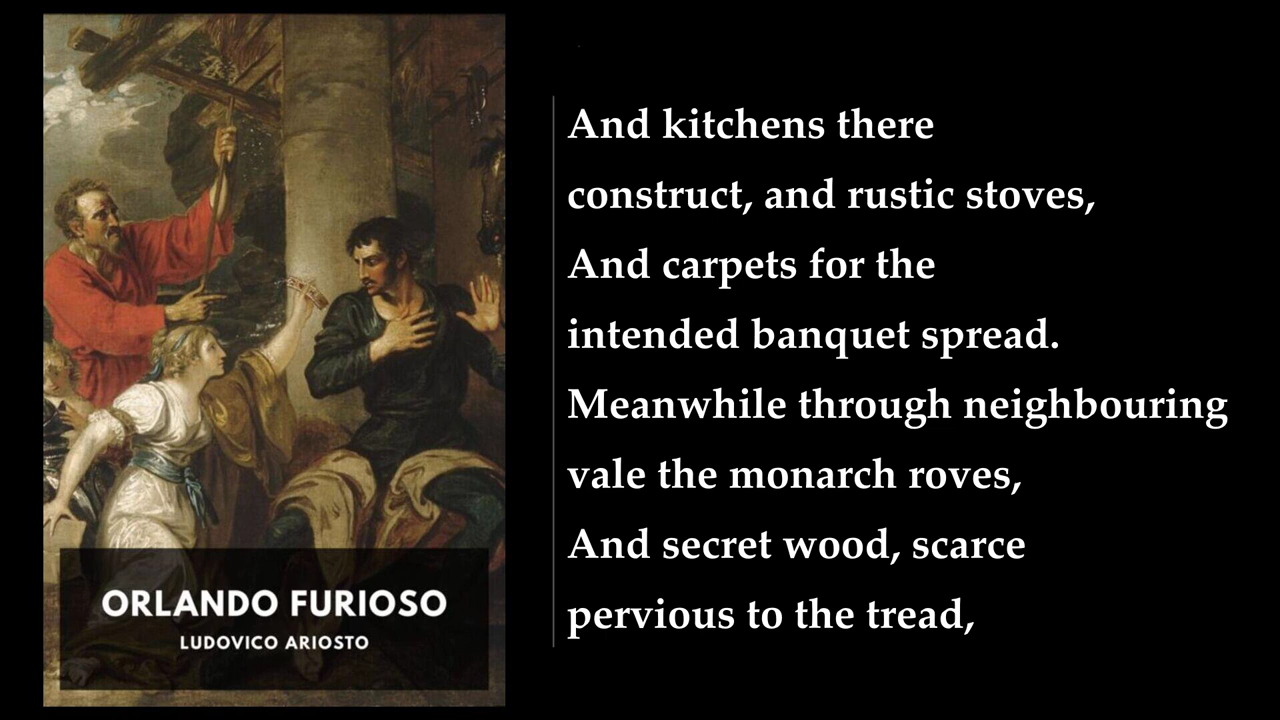 ORLANDO FURIOSO
LUDOVICO ARIOSTO
And kitchens there
construct, and rustic stoves,
And carpets for the
intended banquet spread.
Meanwhile through neighbouring
vale the monarch roves,
And secret wood, scarce
pervious to the tread,